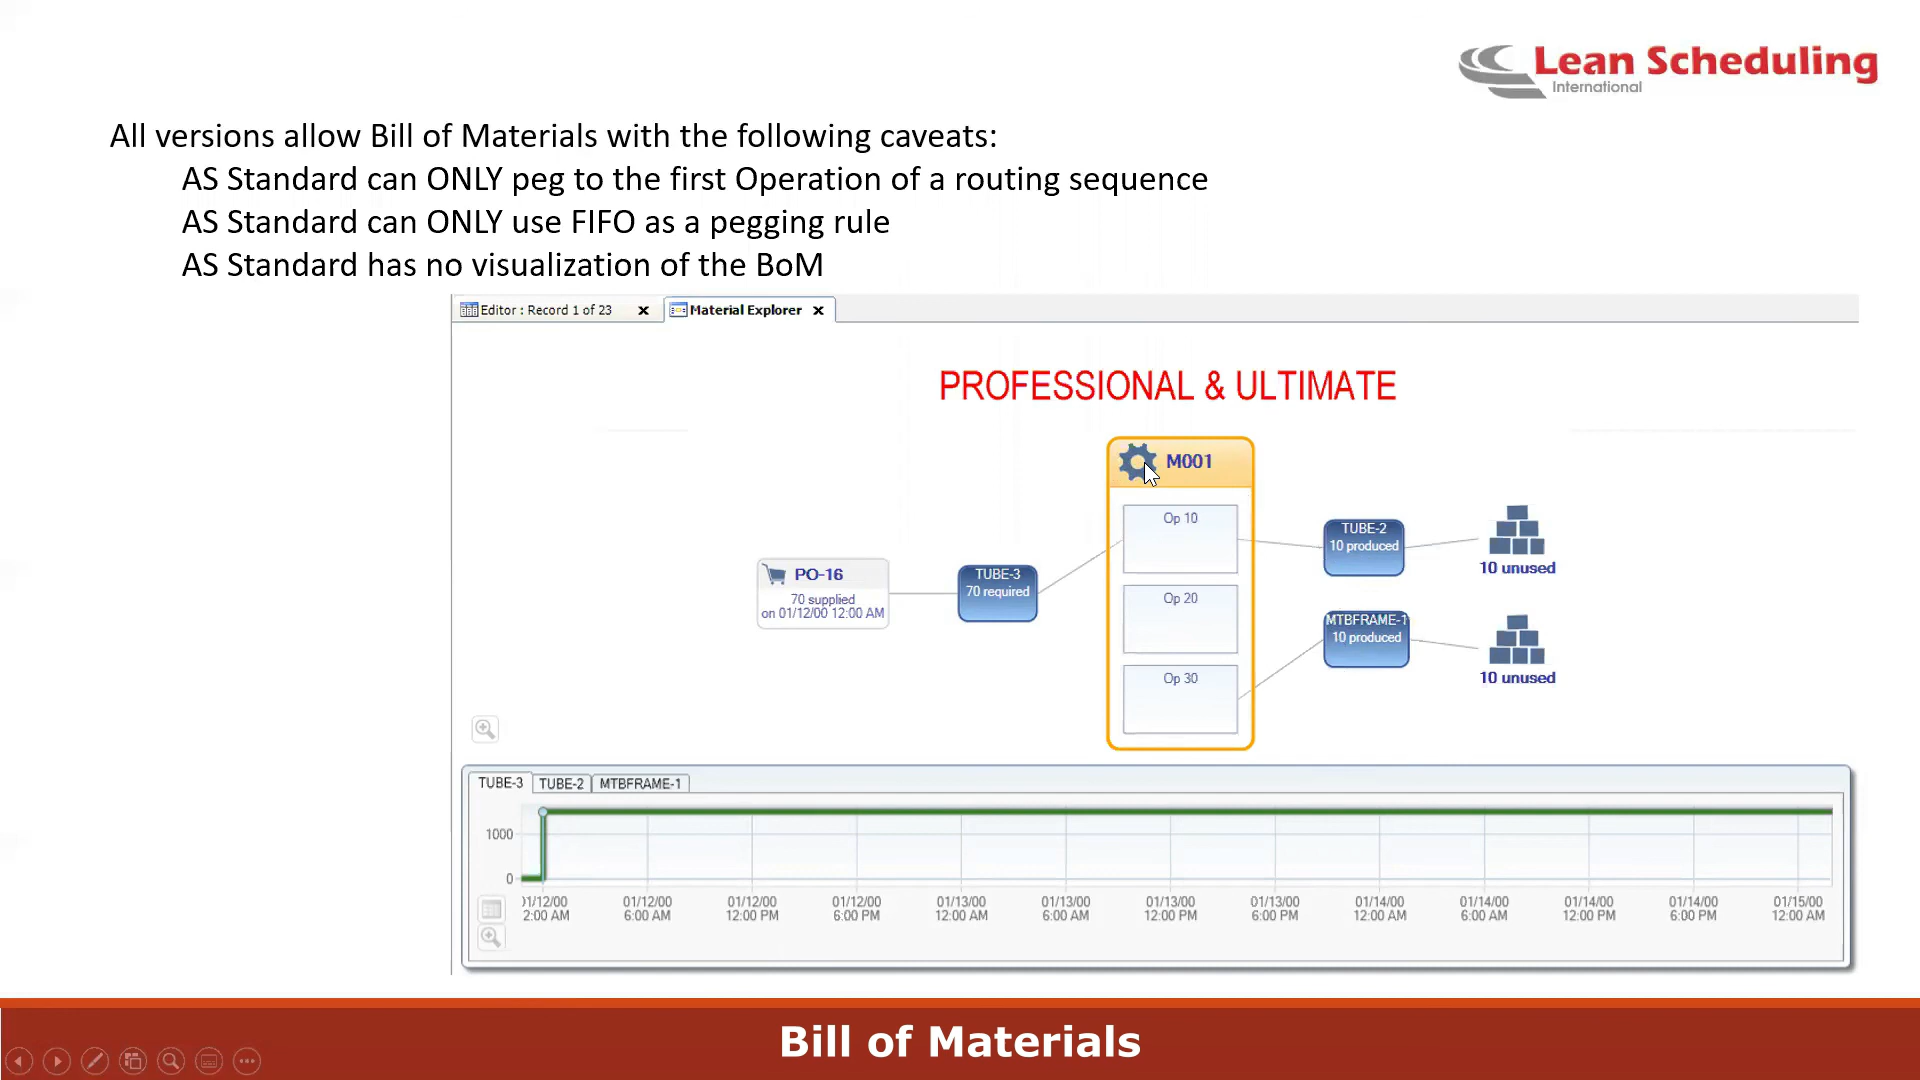 Lean Scheduling
International
All versions allow Bill of Materials with the following caveats:
AS Standard can ONLY peg to the first Operation of a routing sequence
AS Standard can ONLY use FIFO as a pegging rule
AS Standard has no visualization of the BoM
Editor : Record 1 of 23
Material Explorer
PROFESSIONAL & ULTIMATE
M001
Op 10
Op 20
Op 30
PO-16
70 supplied
on 01/12/00 12:00 AM
TUBE-3
70 required
TUBE-2
10 produced
10 unused
MTBFRAME-1
10 produced
10 unused
TUBE-3 TUBE-2 MTBFRAME-1
1000
0
)1/12/00 01/12/00 01/12/00 01/12/00 01/13/00 01/13/00 01/13/00 01/13/00 01/14/00 01/14/00 01/14/00 01/14/00 01/15/00
2:00 AM 6:00 AM 12:00 PM 6:00 PM 12:00 AM 6:00 AM 12:00 PM 6:00 PM 12:00 AM 6:00 AM 12:00 PM 6:00 PM 12:00 AM
Bill of Materials